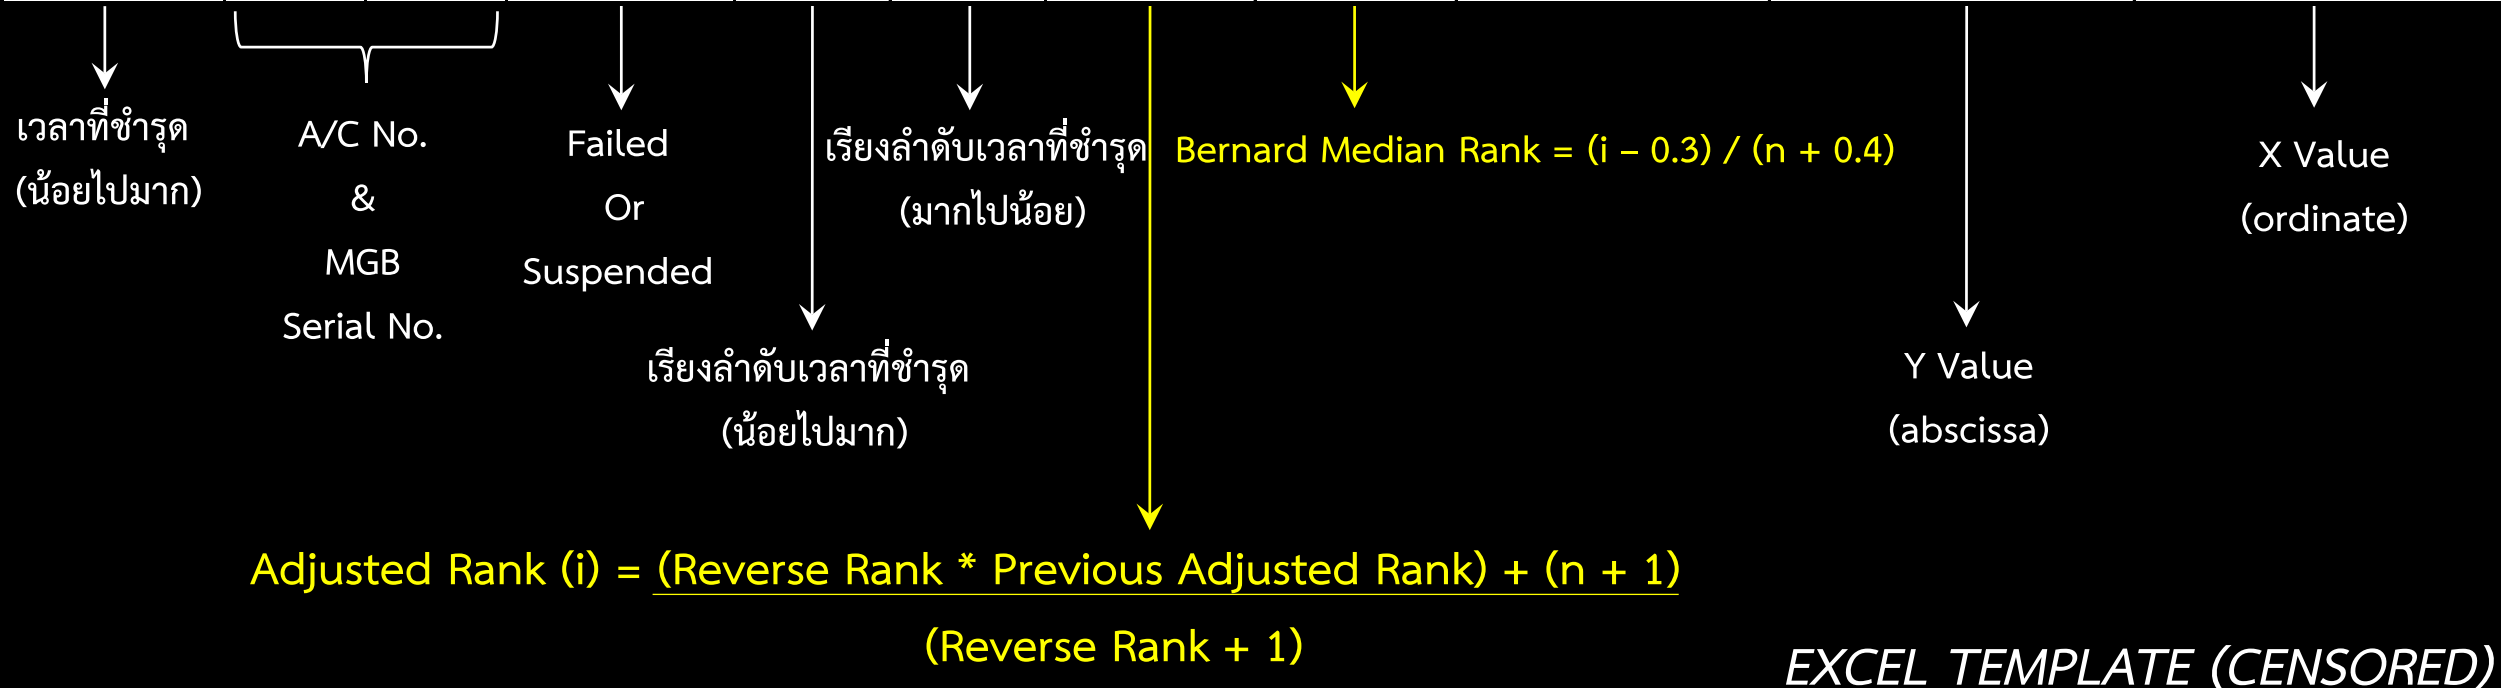 เวลาที่ชำรุด
(น้อยไปมาก)
A/C No.
&
MGB
Serial No.
Failed
Or
Suspended
เรียงลำดับเวลาที่ชำรุด
(น้อยไปมาก)
เรียงลำดับเวลาที่ชำรุด
(มากไปน้อย)
Bernard Median Rank = (i – 0.3) / (n + 0.4)
Y Value
(abscissa)
X Value
(ordinate)
Adjusted Rank (i) = (Reverse Rank * Previous Adjusted Rank) + (n + 1)
(Reverse Rank + 1)
EXCEL TEMPLATE (CENSORED)